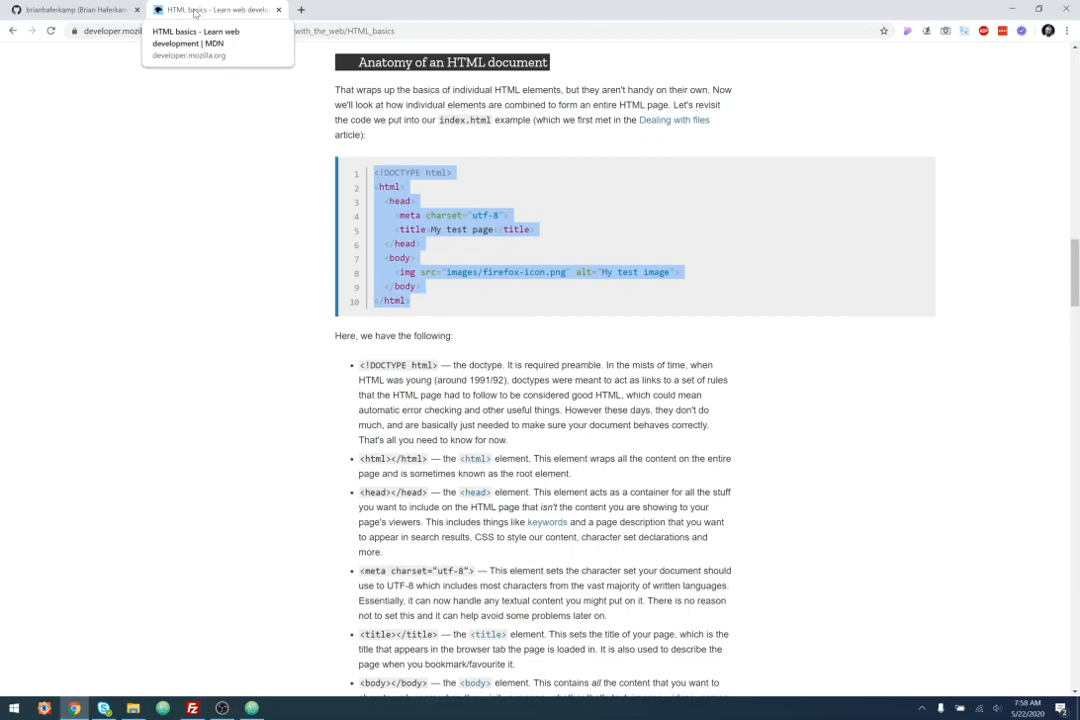 brianhaferkamp (Brian Haferkam
HTML basics - Learn web develo
developer.mozil
with_the_web/HTML_basics
HTML basics - Learn web
development | MDN
developer.mozilla.org
Anatomy of an HTML document
That wraps up the basics of individual HTML elements, but they aren't handy on their own. Now
we'll look at how individual elements are combined to form an entire HTML page. Let's revisit
the code we put into our index.html example (which we first met in the Dealing with files
article):
1 <!DOCTYPE html>
2 <html>
3 <head>
4 <meta charset="utf-8">
5 <title>My test page</title>
6 </head>
7 <body>
8 <img src="images/firefox-icon.png" alt="My test image">
9 </body>
10 </html>
Here, we have the following:
• <!DOCTYPE html> — the doctype. It is required preamble. In the mists of time, when
HTML was young (around 1991/92), doctypes were meant to act as links to a set of rules
that the HTML page had to follow to be considered good HTML, which could mean
automatic error checking and other useful things. However these days, they don't do
much, and are basically just needed to make sure your document behaves correctly.
That's all you need to know for now.
• <html></html> — the <html> element. This element wraps all the content on the entire
page and is sometimes known as the root element.
• <head></head> — the <head> element. This element acts as a container for all the stuff
you want to include on the HTML page that isn't the content you are showing to your
page's viewers. This includes things like keywords and a page description that you want
to appear in search results, CSS to style our content, character set declarations and
more.
• <meta charset="utf-8"> — This element sets the character set your document should
use to UTF-8 which includes most characters from the vast majority of written languages.
Essentially, it can now handle any textual content you might put on it. There is no reason
not to set this and it can help avoid some problems later on.
• <title></title> — the <title> element. This sets the title of your page, which is the
title that appears in the browser tab the page is loaded in. It is also used to describe the
page when you bookmark/favourite it.
• <body></body> — the <body> element. This contains all the content that you want to
7:58 AM
5/22/2020